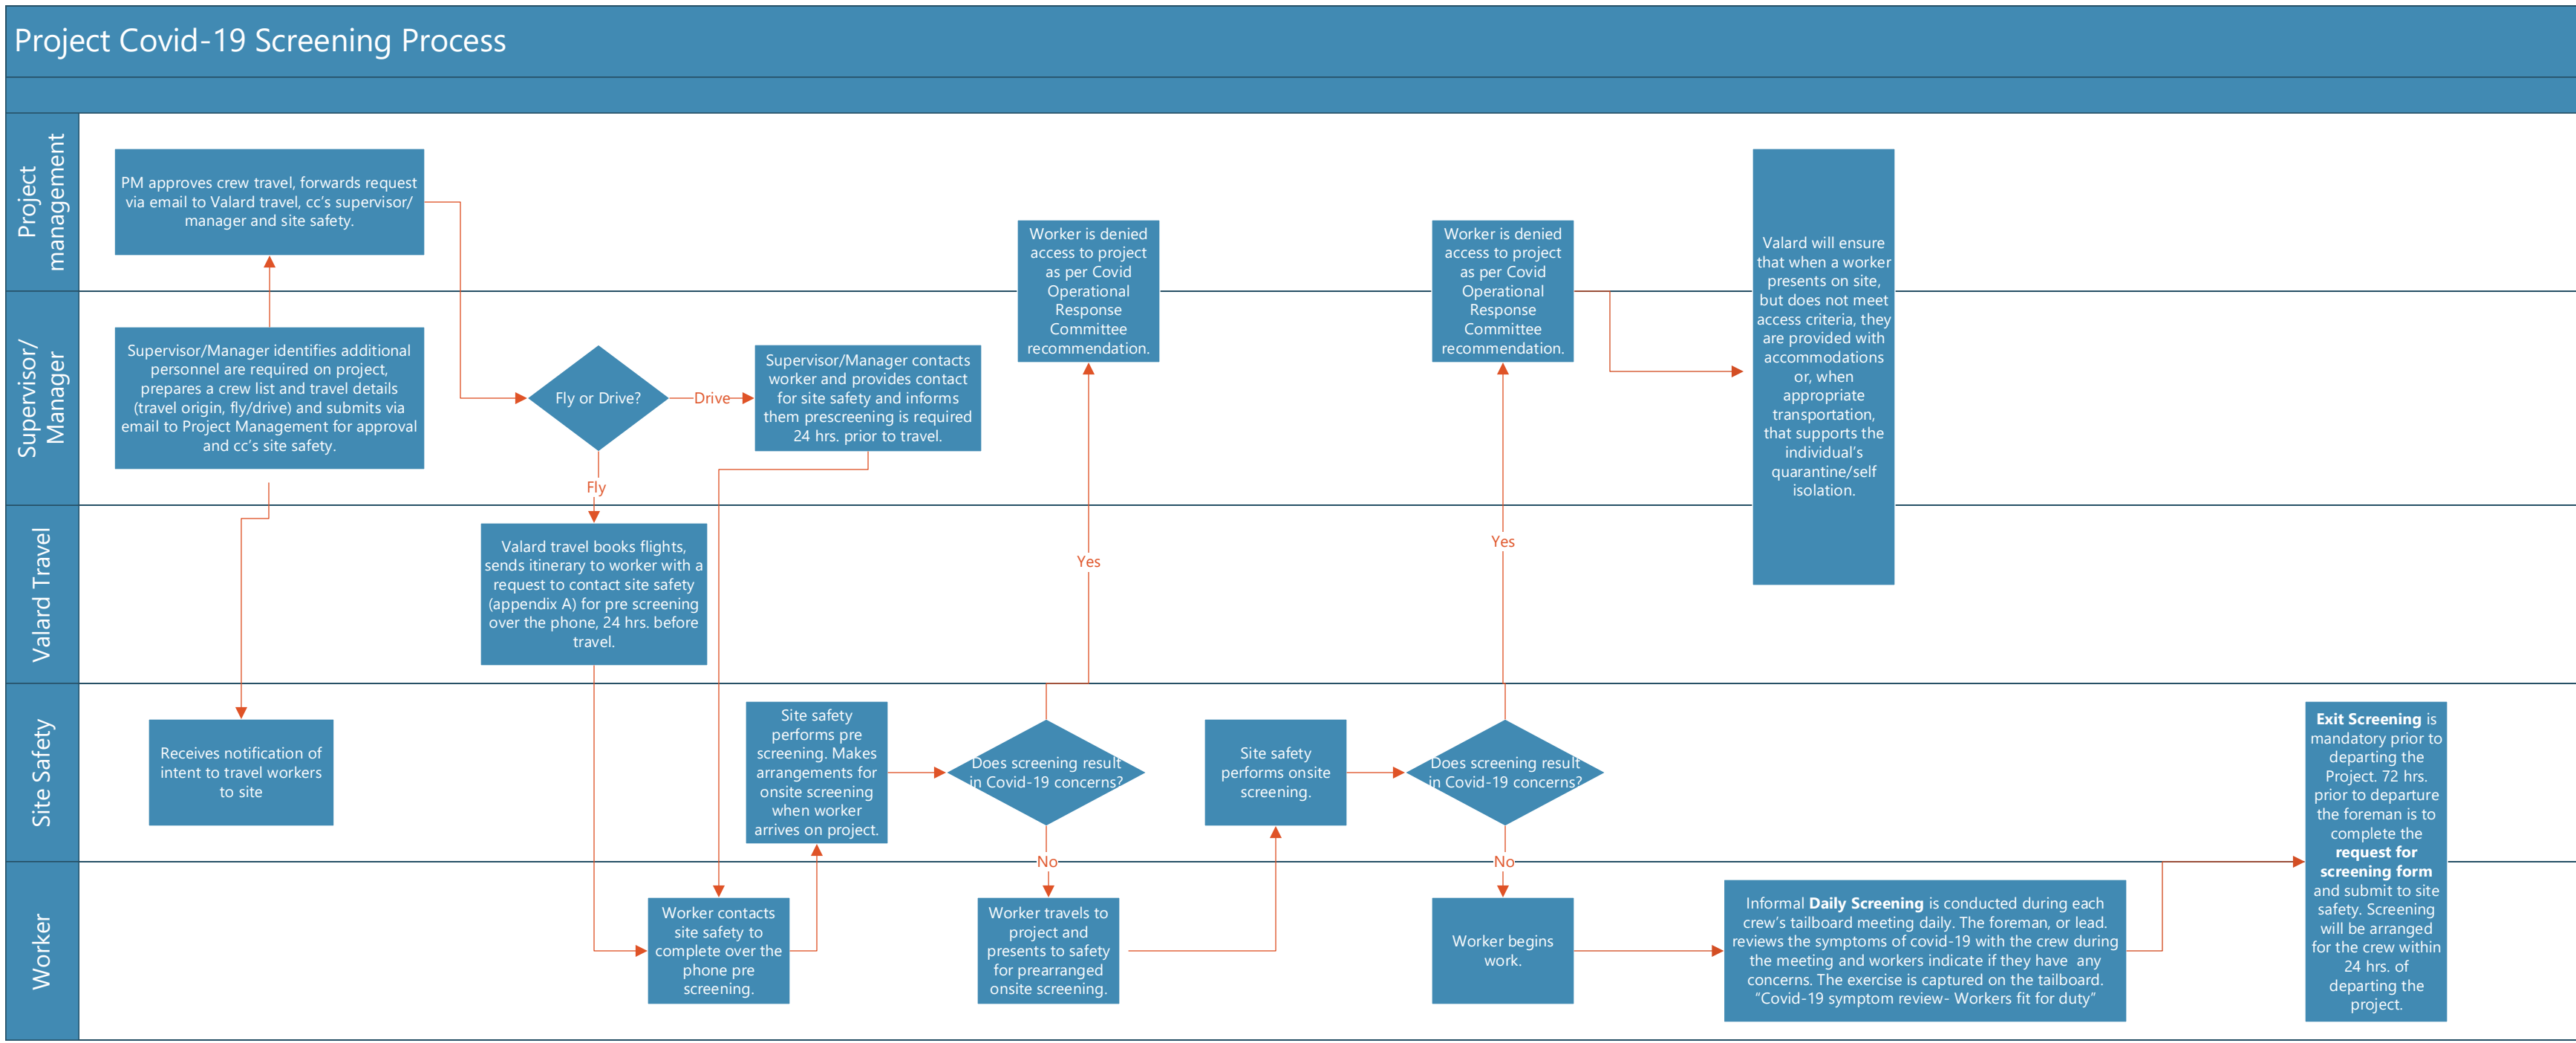 Project Covid-19 Screening Process
Project
management
PM approves crew travel, forwards request
via email to Valard travel, cc’s supervisor/
manager and site safety.
Worker is denied
access to project
as per Covid
Operational
Response
Committee
recommendation.
Worker is denied
access to project
as per Covid
Operational
Response
Committee
recommendation.
Valard will ensure
that when a worker
presents on site,
but does not meet
access criteria, they
are provided with
accommodations
or, when
appropriate
transportation,
that supports the
individual’s
quarantine/self
isolation.
Supervisor/
Manager
Supervisor/Manager identifies additional
personnel are required on project,
prepares a crew list and travel details
(travel origin, fly/drive) and submits via
email to Project Management for approval
and cc’s site safety.
Fly or Drive?
Drive
Supervisor/Manager contacts
worker and provides contact
for site safety and informs
them prescreening is required
24 hrs. prior to travel.
Fly
Valard Travel
Valard travel books flights,
sends itinerary to worker with a
request to contact site safety
(appendix A) for pre screening
over the phone, 24 hrs. before
travel.
Yes
Yes
Site Safety
Receives notification of
intent to travel workers
to site
Site safety
performs pre
screening. Makes
arrangements for
onsite screening
when worker
arrives on project.
Does screening result
in Covid-19 concerns?
Site safety
performs onsite
screening.
Does screening result
in Covid-19 concerns?
Exit Screening is
mandatory prior to
departing the
Project. 72 hrs.
prior to departure
the foreman is to
complete the
request for
screening form
and submit to site
safety. Screening
will be arranged
for the crew within
24 hrs. of
departing the
project.
No
No
Worker
Worker contacts
site safety to
complete over the
phone pre
screening.
Worker travels to
project and
presents to safety
for prearranged
onsite screening.
Worker begins
work.
Informal Daily Screening is conducted during each
crew’s tailboard meeting daily. The foreman, or lead.
reviews the symptoms of covid-19 with the crew during
the meeting and workers indicate if they have  any
concerns. The exercise is captured on the tailboard.
“Covid-19 symptom review- Workers fit for duty”